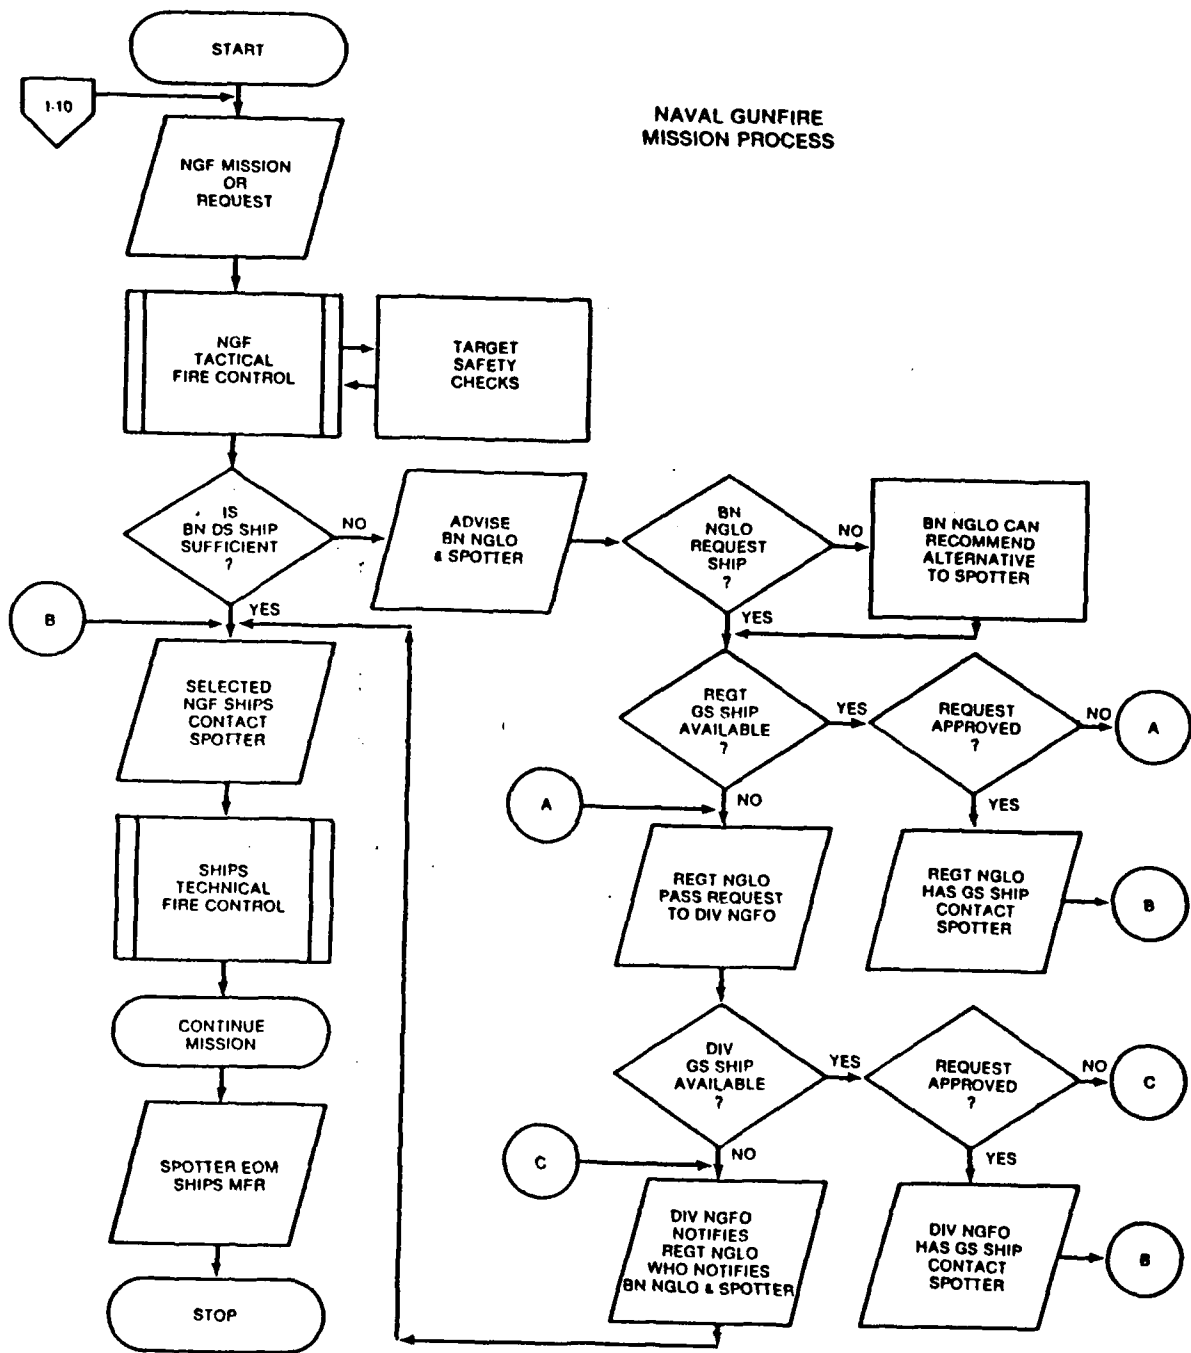 START
1-10
NAVAL GUNFIRE
MISSION PROCESS
NGF MISSION
OR
REQUEST
NGF
TACTICAL
FIRE CONTROL
TARGET
SAFETY
CHECKS
IS
BN DS SHIP
SUFFICIENT
?
NO
ADVISE
BN NGLO
& SPOTTER
BN
NGLO
REQUEST
SHIP
?
NO
BN NGLO CAN
RECOMMEND
ALTERNATIVE
TO SPOTTER
YES
YES
B
SELECTED
NGF SHIPS
CONTACT
SPOTTER
REGT
GS SHIP
AVAILABLE
?
YES
REQUEST
APPROVED
?
NO
A
A
NO
YES
SHIPS
TECHNICAL
FIRE CONTROL
REGT NGLO
PASS REQUEST
TO DIV NGFO
REGT NGLO
HAS GS SHIP
CONTACT
SPOTTER
B
CONTINUE
MISSION
DIV
GS SHIP
AVAILABLE
?
YES
REQUEST
APPROVED
?
NO
C
C
NO
YES
SPOTTER EOM
SHIPS MFR
DIV NGFO
NOTIFIES
REGT NGLO
WHO NOTIFIES
BN NGLO & SPOTTER
DIV NGFO
HAS GS SHIP
CONTACT
SPOTTER
B
STOP